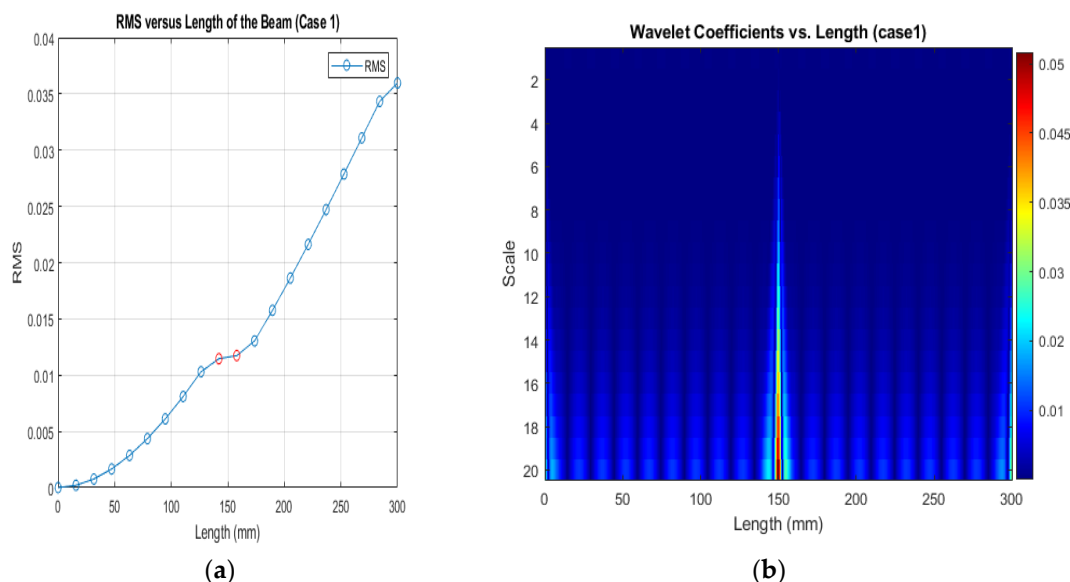 RMS versus Length of the Beam (Case 1)
0.04
0.035
0.03
0.025
0.02
0.015
0.01
0.005
0
RMS
RMS
0 50 100 150 200 250 300
Length (mm)
(a)
Wavelet Coefficients vs. Length (case1)
2
4
6
8
10
12
14
16
18
20
Scale
0 50 100 150 200 250 300
Length (mm)
0.05
0.045
0.035
0.03
0.02
0.01
(b)